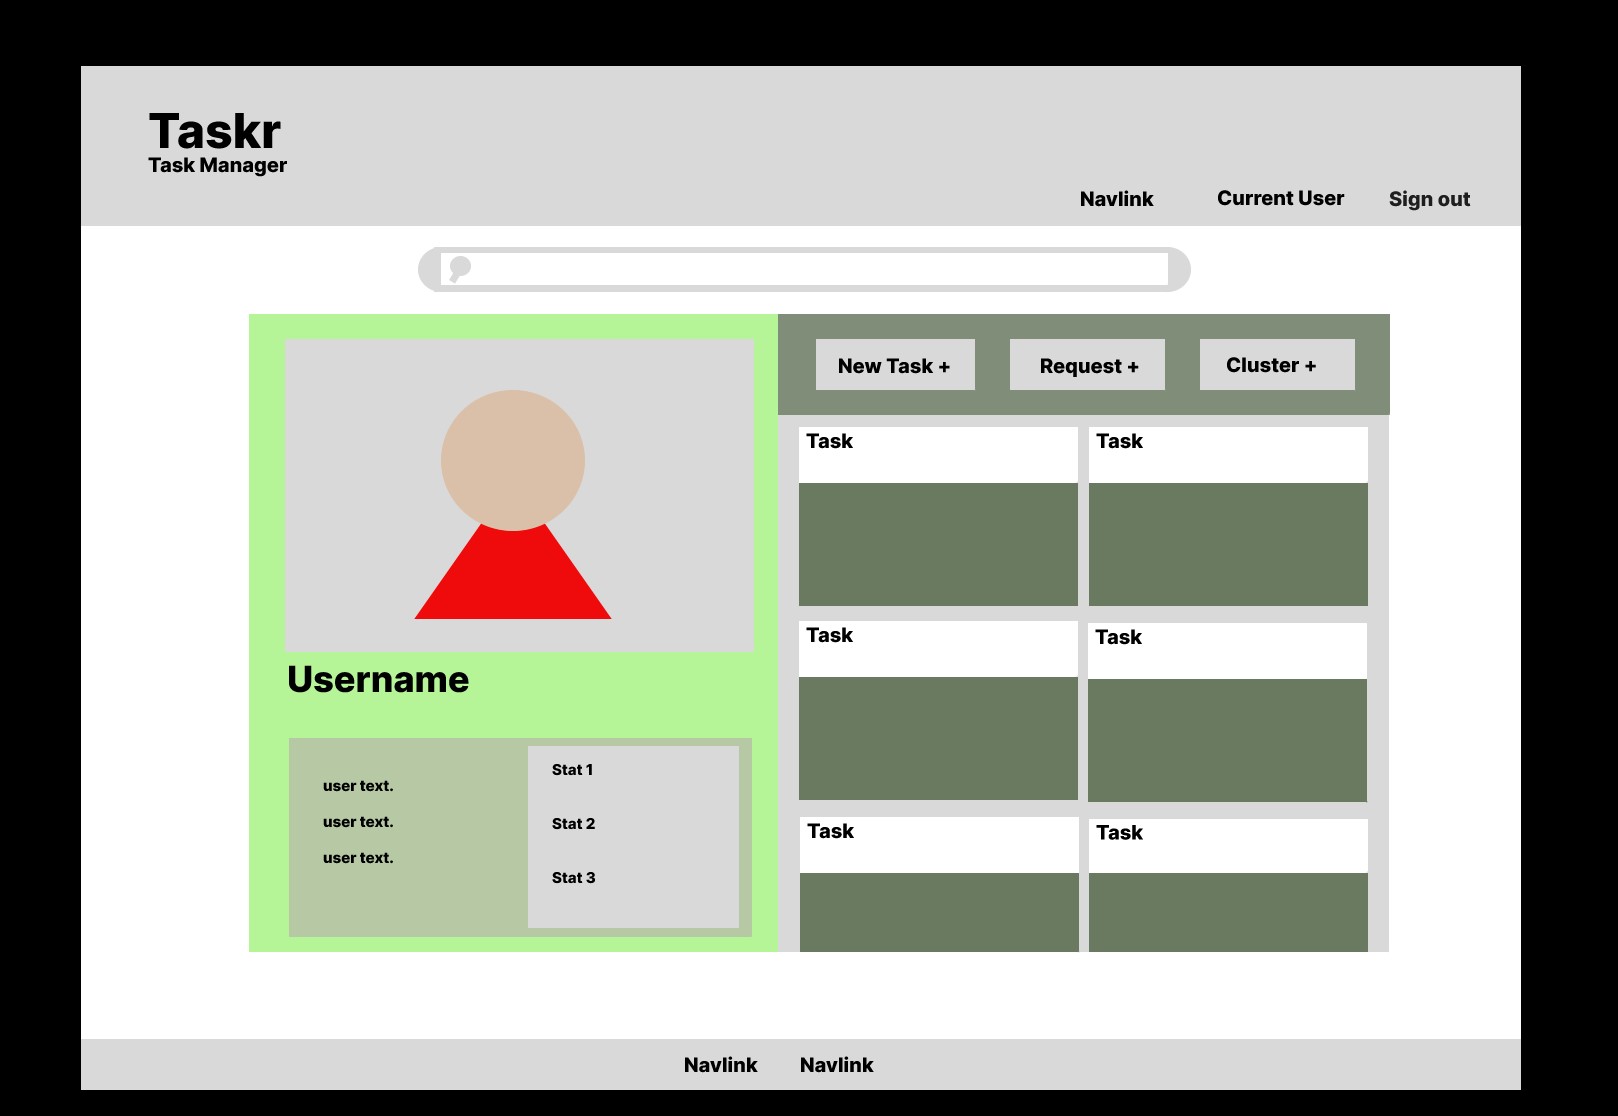 Taskr
Task Manager
Navlink
Current User
Sign out
New Task +
Request +
Cluster +
Task
Task
Task
Task
Task
Task
Username
user text.
user text.
user text.
Stat 1
Stat 2
Stat 3
Navlink
Navlink